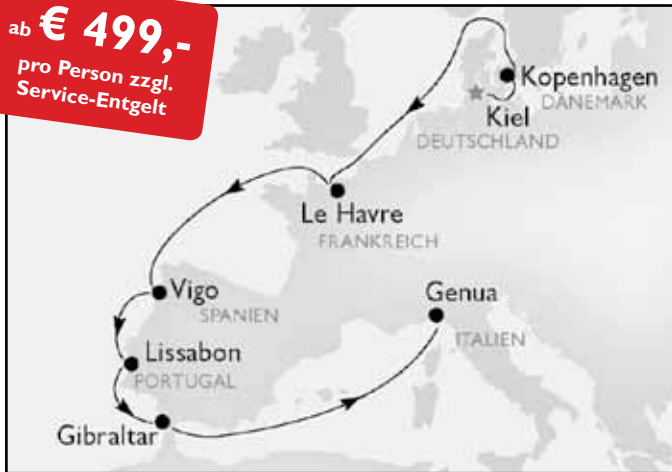 ab € 499,-
pro Person zzgl.
Service-Entgelt
Kopenhagen
DÄNEMARK
Kiel
DEUTSCHLAND
Le Havre
FRANKREICH
Vigo
SPANIEN
Genua
ITALIEN
Lissabon
PORTUGAL
Gibraltar